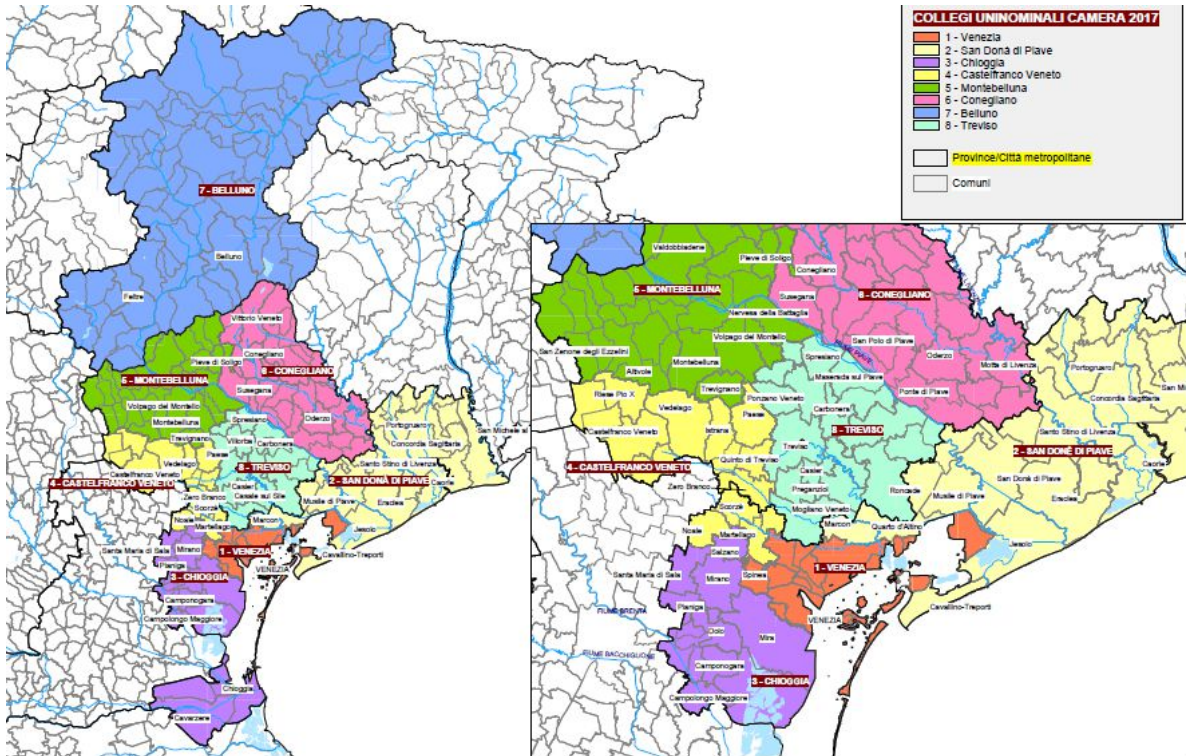 COLLEGI UNINOMINALI CAMERA 2017
1 - Venezia
2 - San Donà di Piave
3 - Chioggia
4 - Castelfranco Veneto
5 - Montebelluna
6 - Conegliano
7 - Belluno
8 - Treviso
Province/Città metropolitane
Comuni
7 - BELLUNO
Belluno
Feltre
Vittorio Veneto
Conegliano
Pieve di Soligo
6 - CONEGLIANO
5 - MONTEBELLUNA
Susegana
Volpago del Montello
Oderzo
Montebelluna
Spresiano
Portogruaro
Trevignano
Villorba
Carbonera
Concordia Sagittaria
San Michele al
Paese
Vedelago
Santo Stino di Livenza
8 - TREVISO
Castelfranco Veneto
4 - CASTELFRANCO VENETO
Casier
2 - SAN DONÀ DI PIAVE
Caorle
Zero Branco
Casale sul Sile
Musile di Piave
Scorzè
Noale
Marcon
Martellago
Jesolo
Santa Maria di Sala
Mirano
1 - VENEZIA
Cavallino-Treporti
Pianiga
VENEZIA
3 - CHIOGGIA
Camponogara
Campolongo Maggiore
Chioggia
Cavarzere
Valdobbiadene
Pieve di Soligo
Conegliano
5 - MONTEBELLUNA
Susegana
6 - CONEGLIANO
Nervesa della Battaglia
Portogruaro
Volpago del Montello
San Polo di Piave
FIUME PIAVE
San Zenone degli Ezzelini
Montebelluna
Spresiano
Oderzo
Motta di Livenza
San Mi
Altivole
Maserada sul Piave
Riese Pio X
Trevignano
Ponzano Veneto
Ponte di Piave
Concordia Sagittaria
Vedelago
Paese
Carbonera
Castelfranco Veneto
Istrana
8 - TREVISO
Santo Stino di Livenza
Treviso
2 - SAN DONÈ DI PIAVE
4 - CASTELFRANCO VENETO
Quinto di Treviso
Casier
Caorle
Zero Branco
Preganziol
Roncade
San Donà di Piave
Eraclea
Musile di Piave
Scorzè
Mogliano Veneto
Marcon
Quarto d'Altino
Noale
Martellago
Jesolo
Salzano
Santa Maria di Sala
Mirano
Spinea
1 - VENEZIA
Pianiga
FIUME BRENTA
Cavallino-Treporti
VENEZIA
Dolo
Mira
FIUME BACCHIGLIONE
Camponogara
3 - CHIOGGIA
Campolongo Maggiore